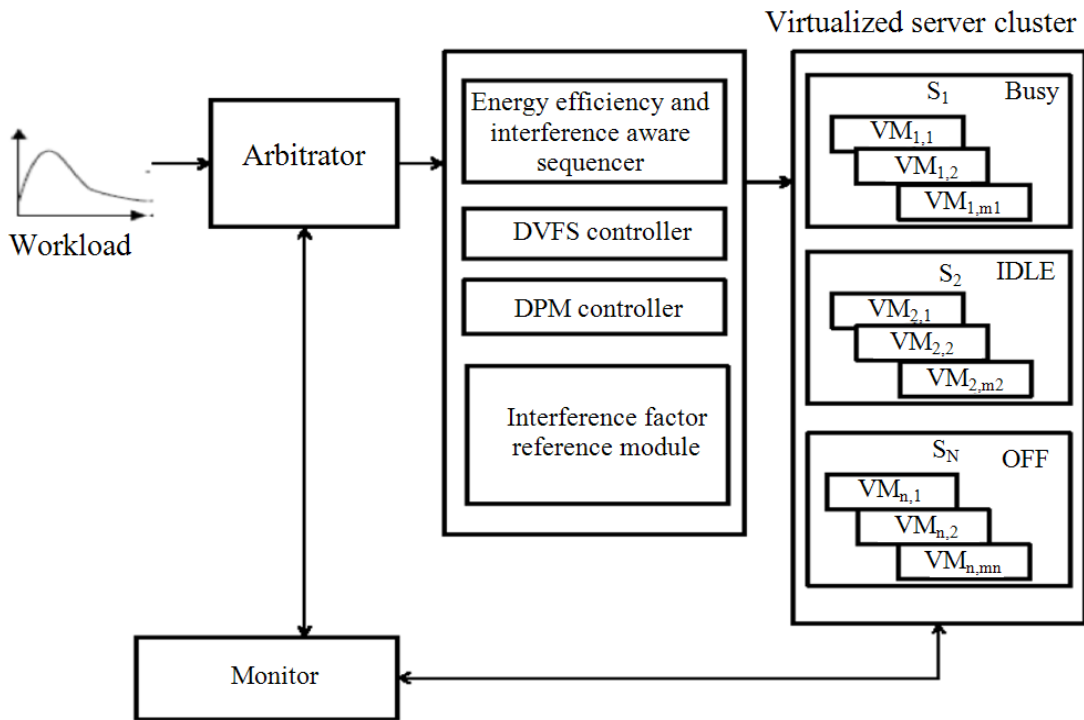 Virtualized server cluster
Workload
Arbitrator
Energy efficiency and
interference aware
sequencer
DVFS controller
DPM controller
Interference factor
reference module
S₁ Busy
VM₁,₁
VM₁,₂
VM₁,m1
S₂ IDLE
VM₂,₁
VM₂,₂
VM₂,m2
S_N OFF
VMₙ,₁
VMₙ,₂
VMₙ,mn
Monitor